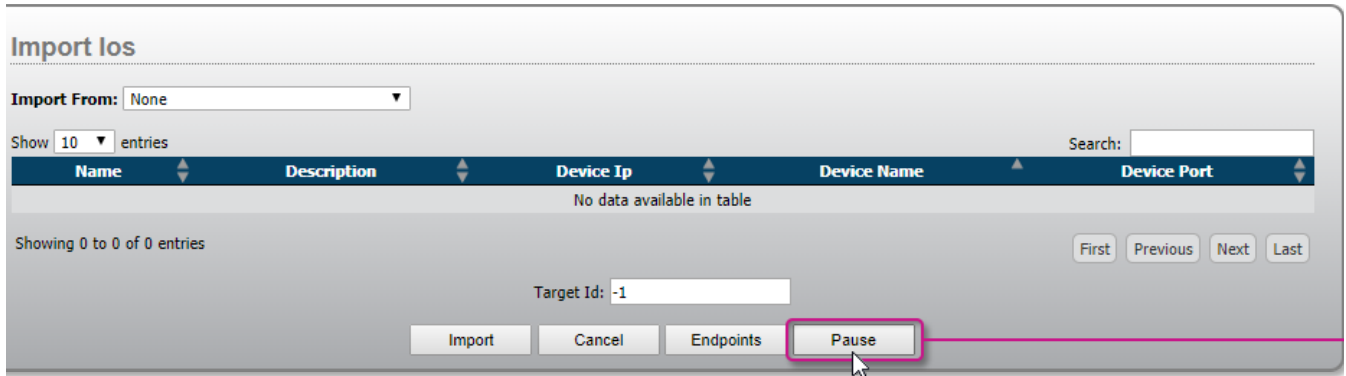 Import Ios
Import From: None
Show 10 entries
Search:
Name Description Device Ip Device Name Device Port
No data available in table
Showing 0 to 0 of 0 entries
First Previous Next Last
Target Id: -1
Import Cancel Endpoints Pause